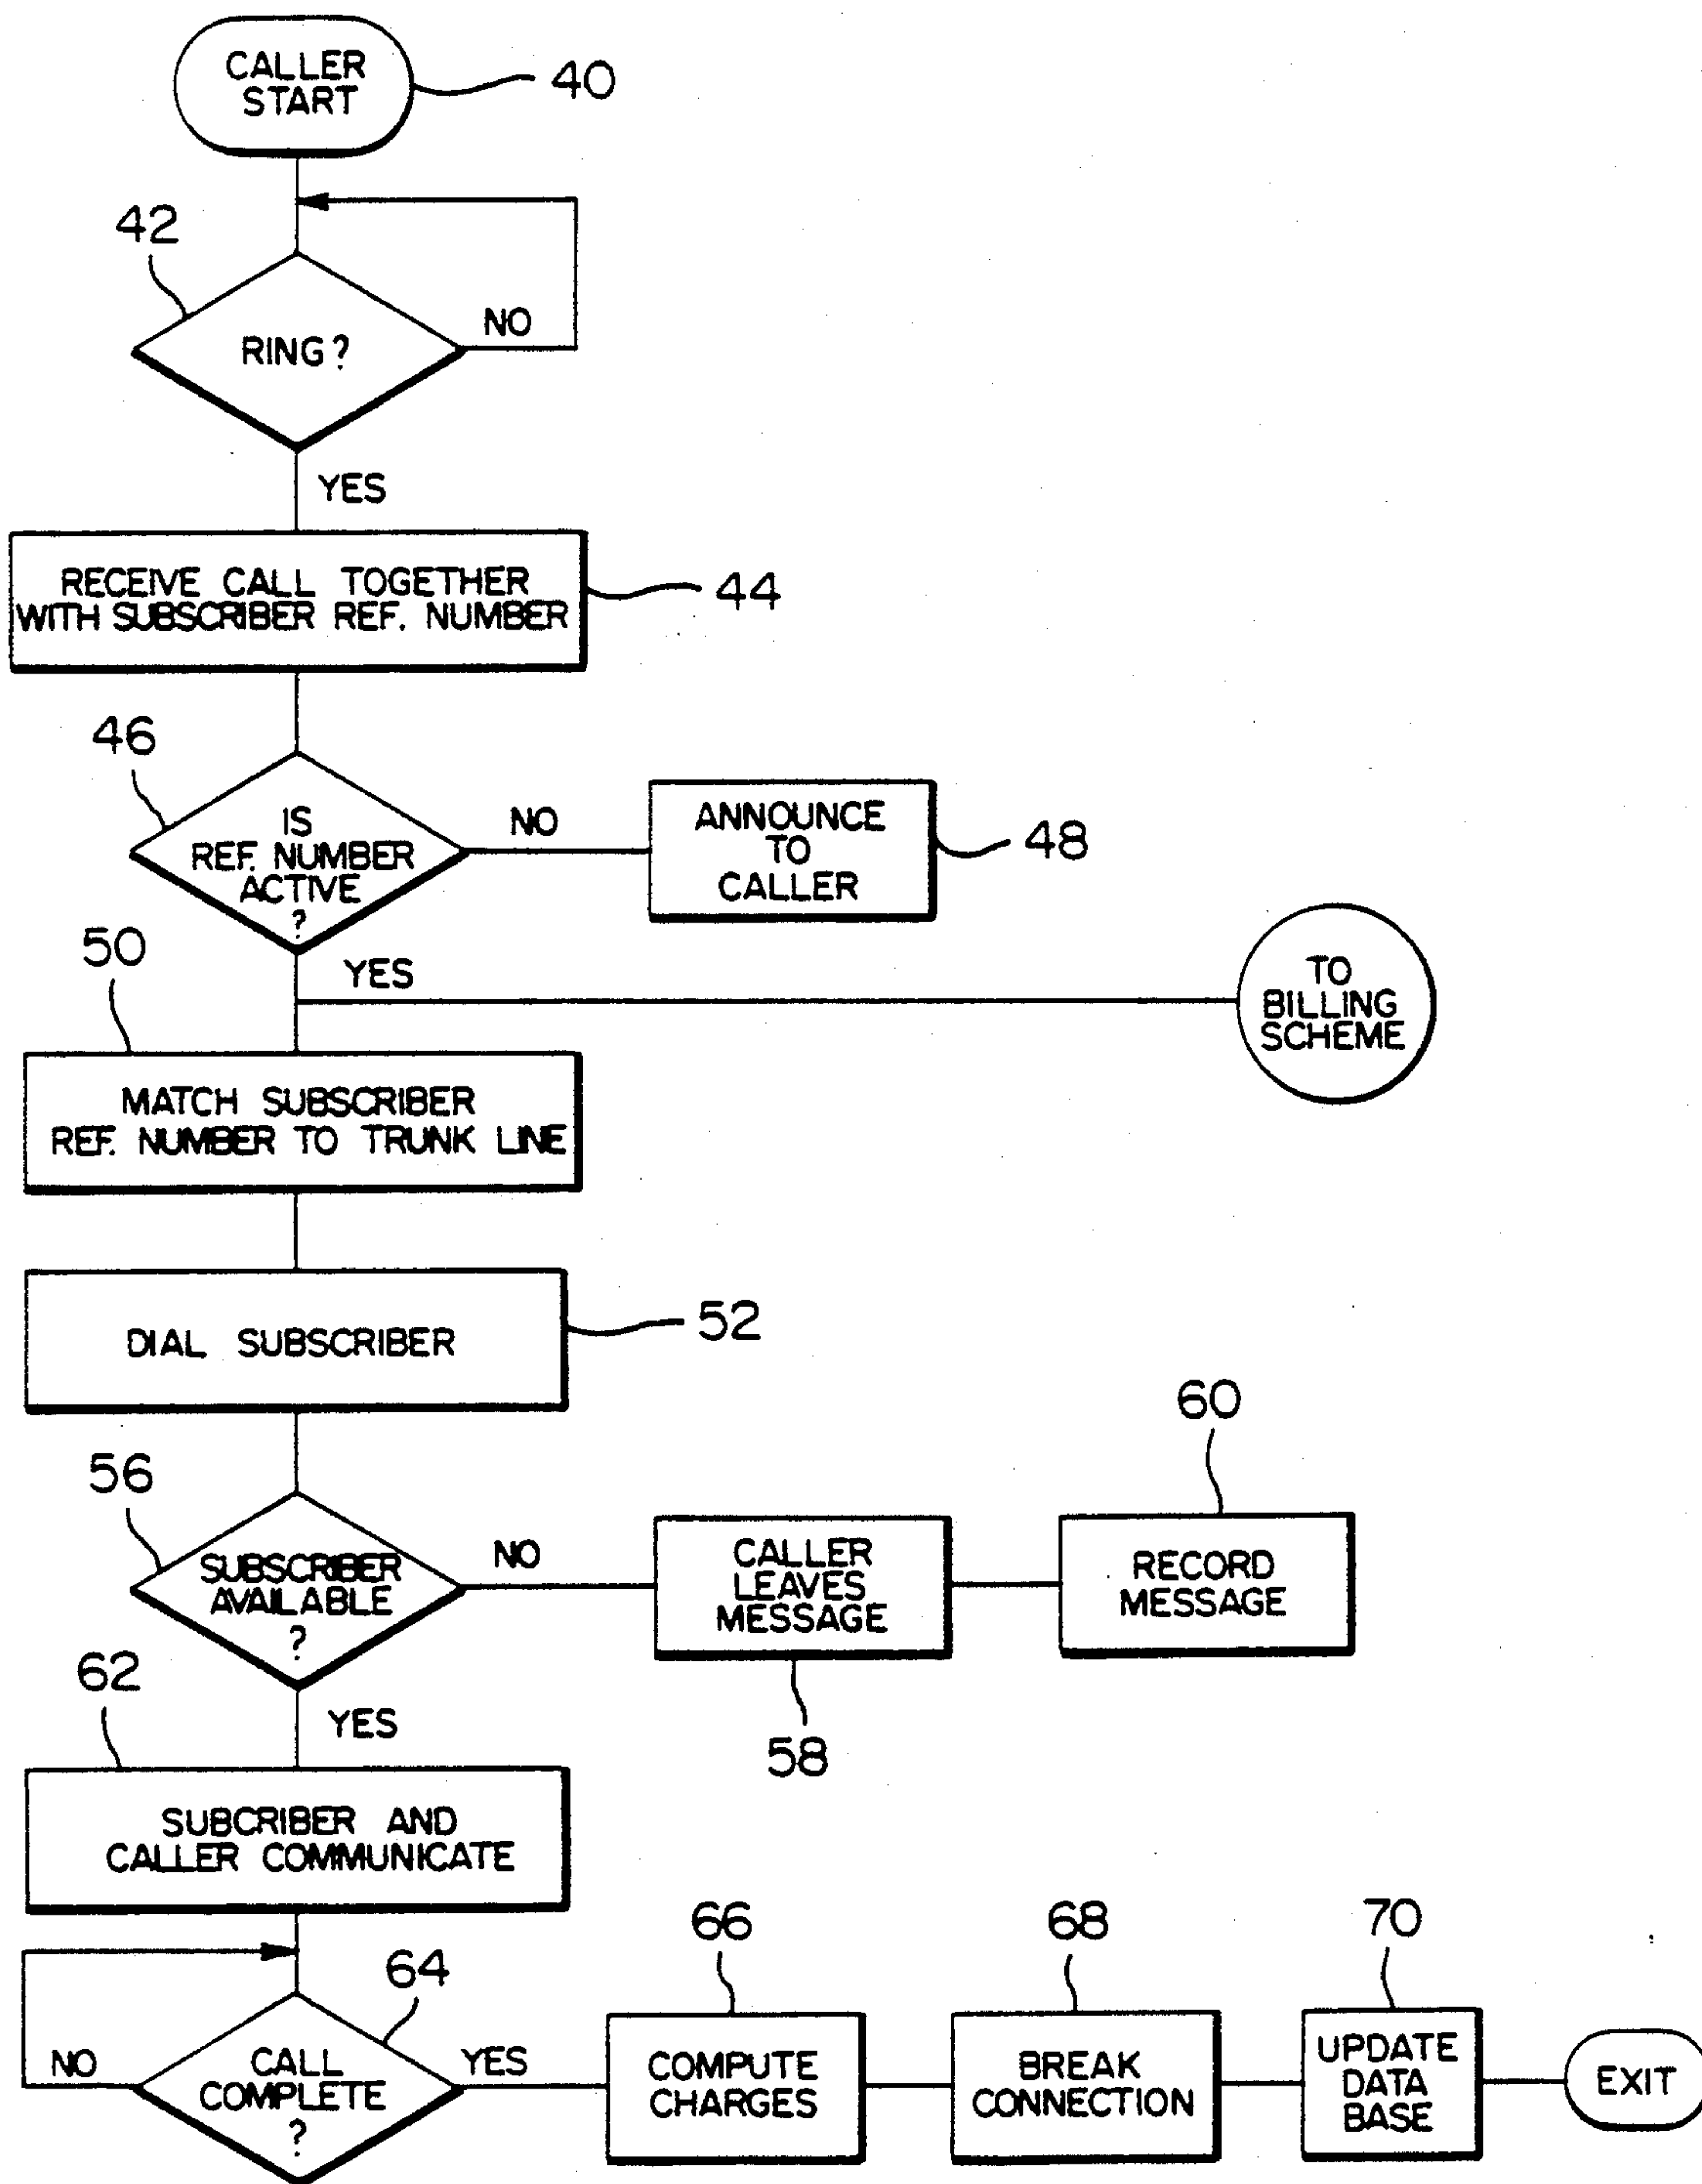 CALLER
START
40
42
RING?
NO
YES
RECEIVE CALL TOGETHER
WITH SUBSCRIBER REF. NUMBER
44
46
IS
REF. NUMBER
ACTIVE
?
NO
ANNOUNCE
TO
CALLER
48
YES
TO
BILLING
SCHEME
50
MATCH SUBSCRIBER
REF. NUMBER TO TRUNK LINE
DIAL SUBSCRIBER
52
56
SUBSCRIBER
AVAILABLE
?
NO
CALLER
LEAVES
MESSAGE
58
60
RECORD
MESSAGE
YES
62
SUBCRIBER AND
CALLER COMMUNICATE
64
NO
CALL
COMPLETE
?
YES
66
COMPUTE
CHARGES
68
BREAK
CONNECTION
70
UPDATE
DATA
BASE
EXIT